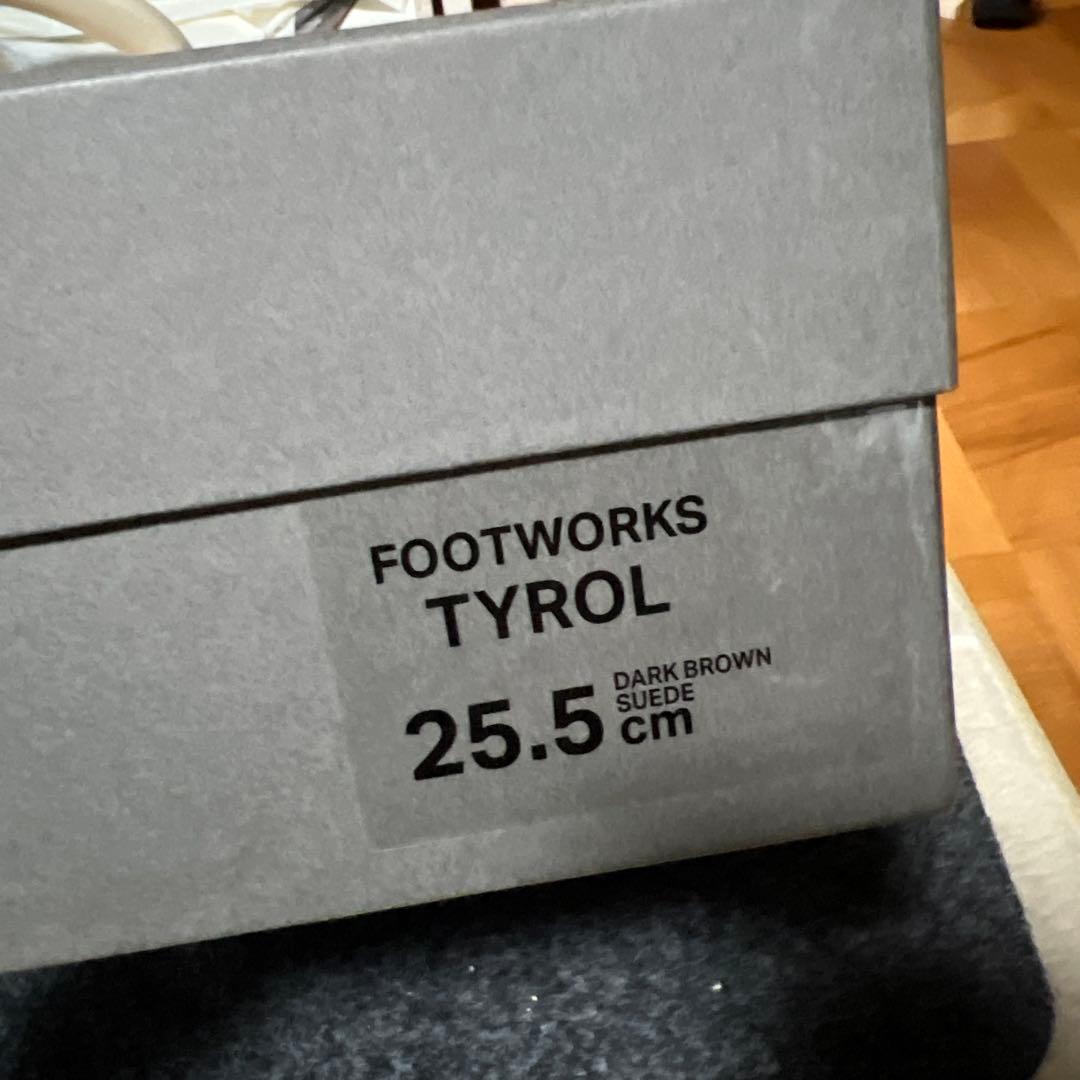 FOOTWORKS
TYROL
25.5 cm
DARK BROWN
SUEDE